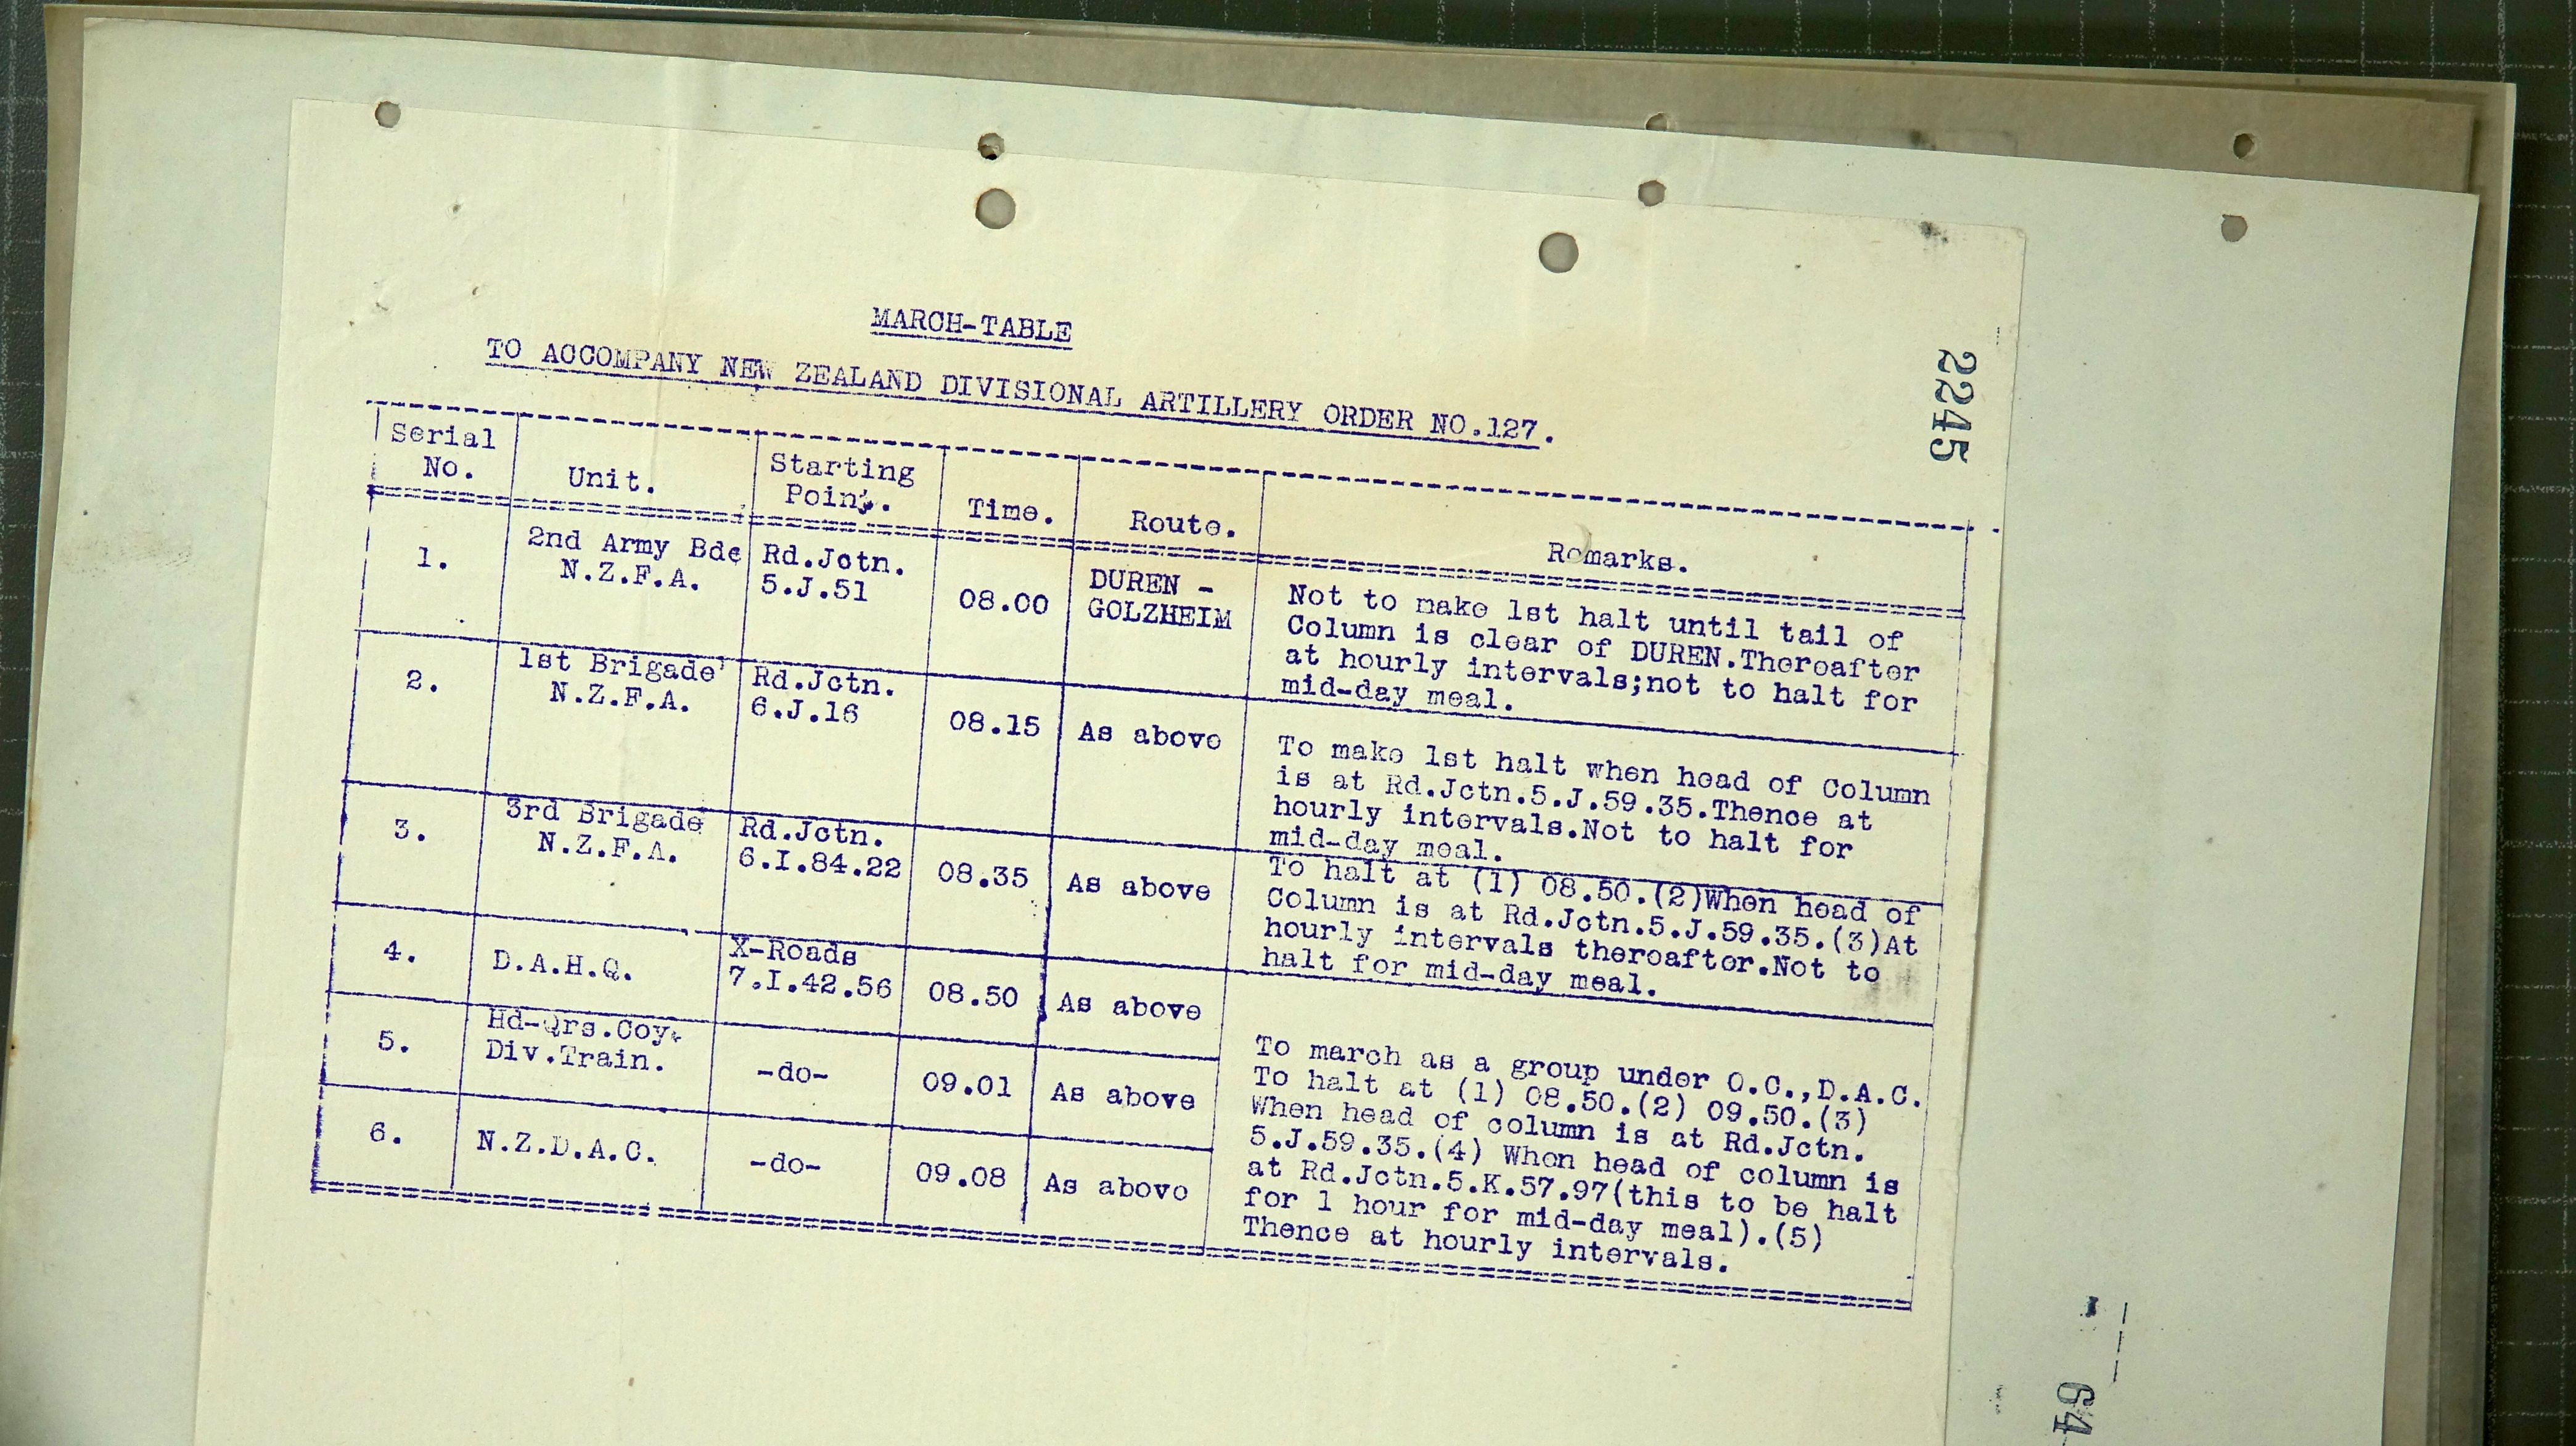 MARCH-TABLE
TO ACCOMPANY NEW ZEALAND DIVISIONAL ARTILLERY ORDER NO.127.
2245
Serial No. Unit. Starting Point. Time. Route. Remarks.
1. 2nd Army Bde Rd.Jctn. 08.00 DUREN -
N.Z.F.A. 5.J.51 GOLZHEIM
Not to make 1st halt until tail of
Column is clear of DUREN.Thereafter
at hourly intervals;not to halt for
mid-day meal.
2. 1st Brigade Rd.Jctn. 08.15 As above
N.Z.F.A. 6.J.16
To make 1st halt when head of Column
is at Rd.Jctn.5.J.59.35.Thence at
hourly intervals.Not to halt for
mid-day meal.
3. 3rd Brigade Rd.Jctn. 08.35 As above
N.Z.F.A. 6.I.84.22
To halt at (1) 08.50.(2)When head of
Column is at Rd.Jctn.5.J.59.35.(3)At
hourly intervals thereafter.Not to
halt for mid-day meal.
4. D.A.H.Q. X-Roads 08.50 As above
7.I.42.56
5. Hd-Qrs.Coy. -do- 09.01 As above
Div.Train.
6. N.Z.D.A.C. -do- 09.08 As above
To march as a group under O.C.,D.A.C.
To halt at (1) 08.50.(2) 09.50.(3)
When head of column is at Rd.Jctn.
5.J.59.35.(4) When head of column is
at Rd.Jctn.5.K.57.97(this to be halt
for 1 hour for mid-day meal).(5)
Thence at hourly intervals.
64